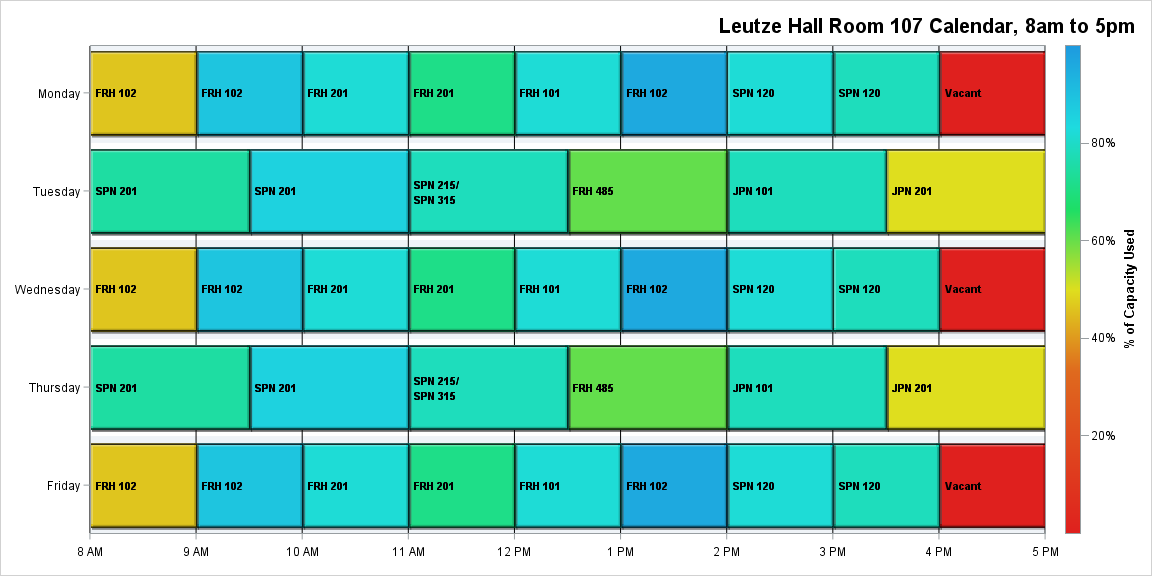 Leutze Hall Room 107 Calendar, 8am to 5pm
Monday
FRH 102
FRH 102
FRH 201
FRH 201
FRH 101
FRH 102
SPN 120
SPN 120
Vacant
Tuesday
SPN 201
SPN 201
SPN 215/
SPN 315
FRH 485
JPN 101
JPN 201
Wednesday
FRH 102
FRH 102
FRH 201
FRH 201
FRH 101
FRH 102
SPN 120
SPN 120
Vacant
Thursday
SPN 201
SPN 201
SPN 215/
SPN 315
FRH 485
JPN 101
JPN 201
Friday
FRH 102
FRH 102
FRH 201
FRH 201
FRH 101
FRH 102
SPN 120
SPN 120
Vacant
8 AM
9 AM
10 AM
11 AM
12 PM
1 PM
2 PM
3 PM
4 PM
5 PM
80%
60%
40%
20%
% of Capacity Used